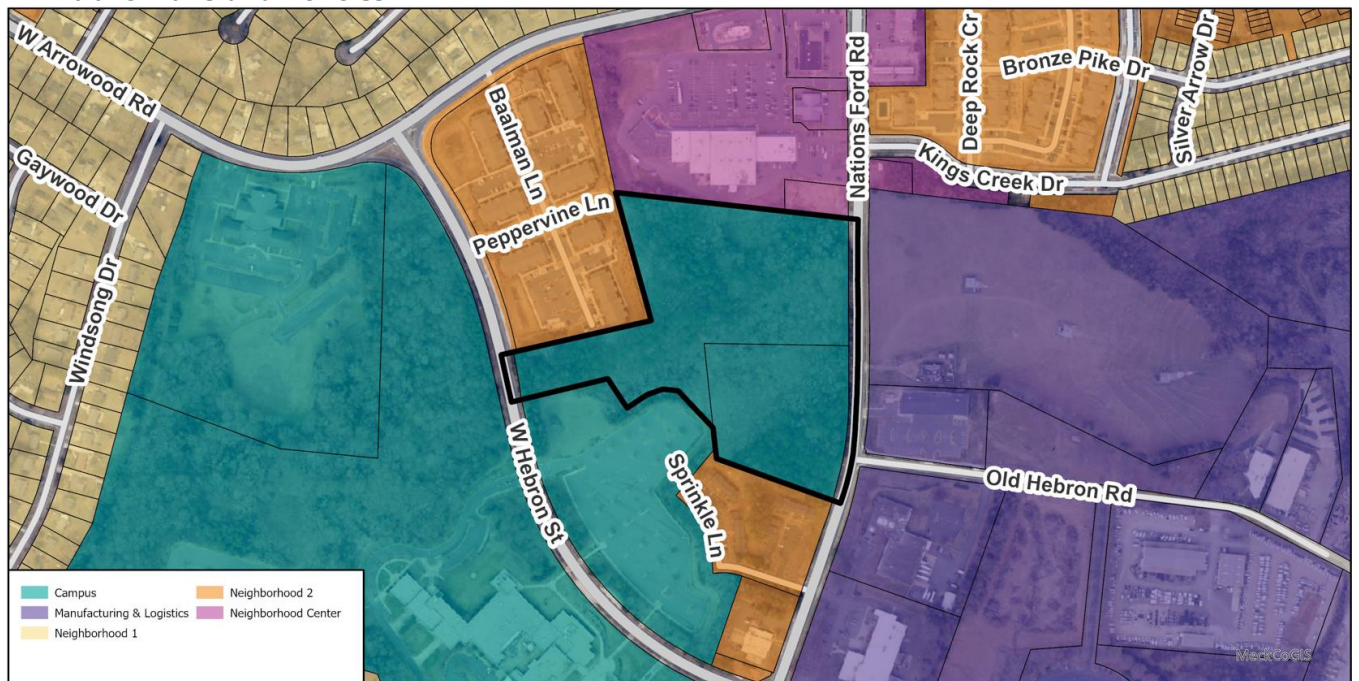 W Arrowood Rd
Gaywood Dr
Windsong Dr
Baalman Ln
Peppervine Ln
Nations Ford Rd
Deep Rock Cr
Bronze Pike Dr
Silver Arrow Dr
Kings Creek Dr
W Hebron St
Sprinkle Ln
Old Hebron Rd
Campus
Manufacturing & Logistics
Neighborhood 1
Neighborhood 2
Neighborhood Center
MeckCoGIS